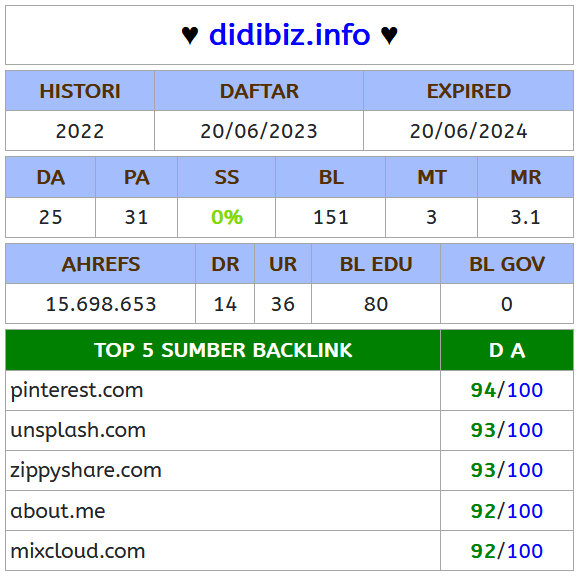 ♥ didibiz.info ♥
HISTORI DAFTAR EXPIRED
2022 20/06/2023 20/06/2024
DA PA SS BL MT MR
25 31 0% 151 3 3.1
AHREFS DR UR BL EDU BL GOV
15.698.653 14 36 80 0
TOP 5 SUMBER BACKLINK D A
pinterest.com 94/100
unsplash.com 93/100
zippyshare.com 93/100
about.me 92/100
mixcloud.com 92/100